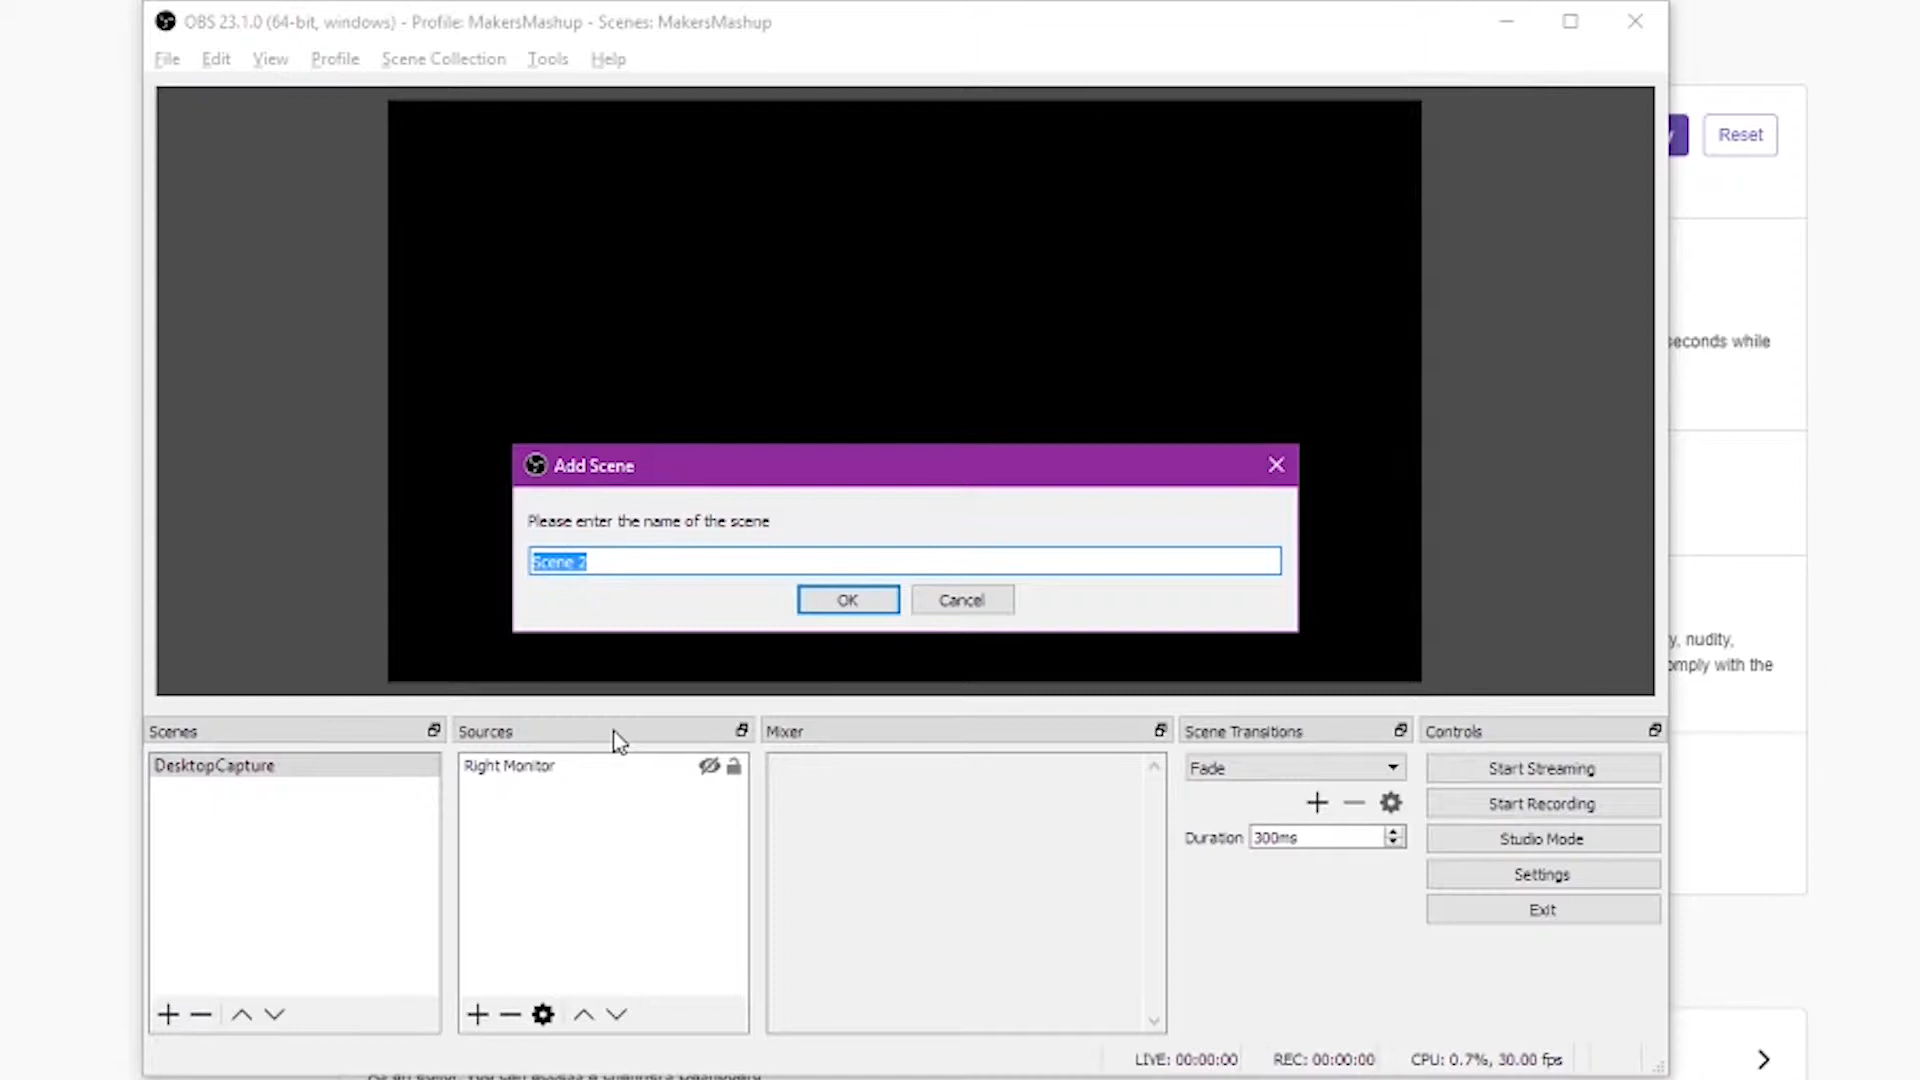 OBS 23.1.0 (64-bit, windows) - Profile: MakersMashup - Scenes: MakersMashup
File Edit View Profile Scene Collection Tools Help
Reset
seconds while
Add Scene
Please enter the name of the scene
Scene 2
OK Cancel
y, nudity,
omply with the
Scenes Sources Mixer Scene Transitions Controls
DesktopCapture Right Monitor Fade Start Streaming
Start Recording
Duration 300ms Studio Mode
Settings
Exit
LIVE: 00:00:00 REC: 00:00:00 CPU: 0.7%, 30.00 fps